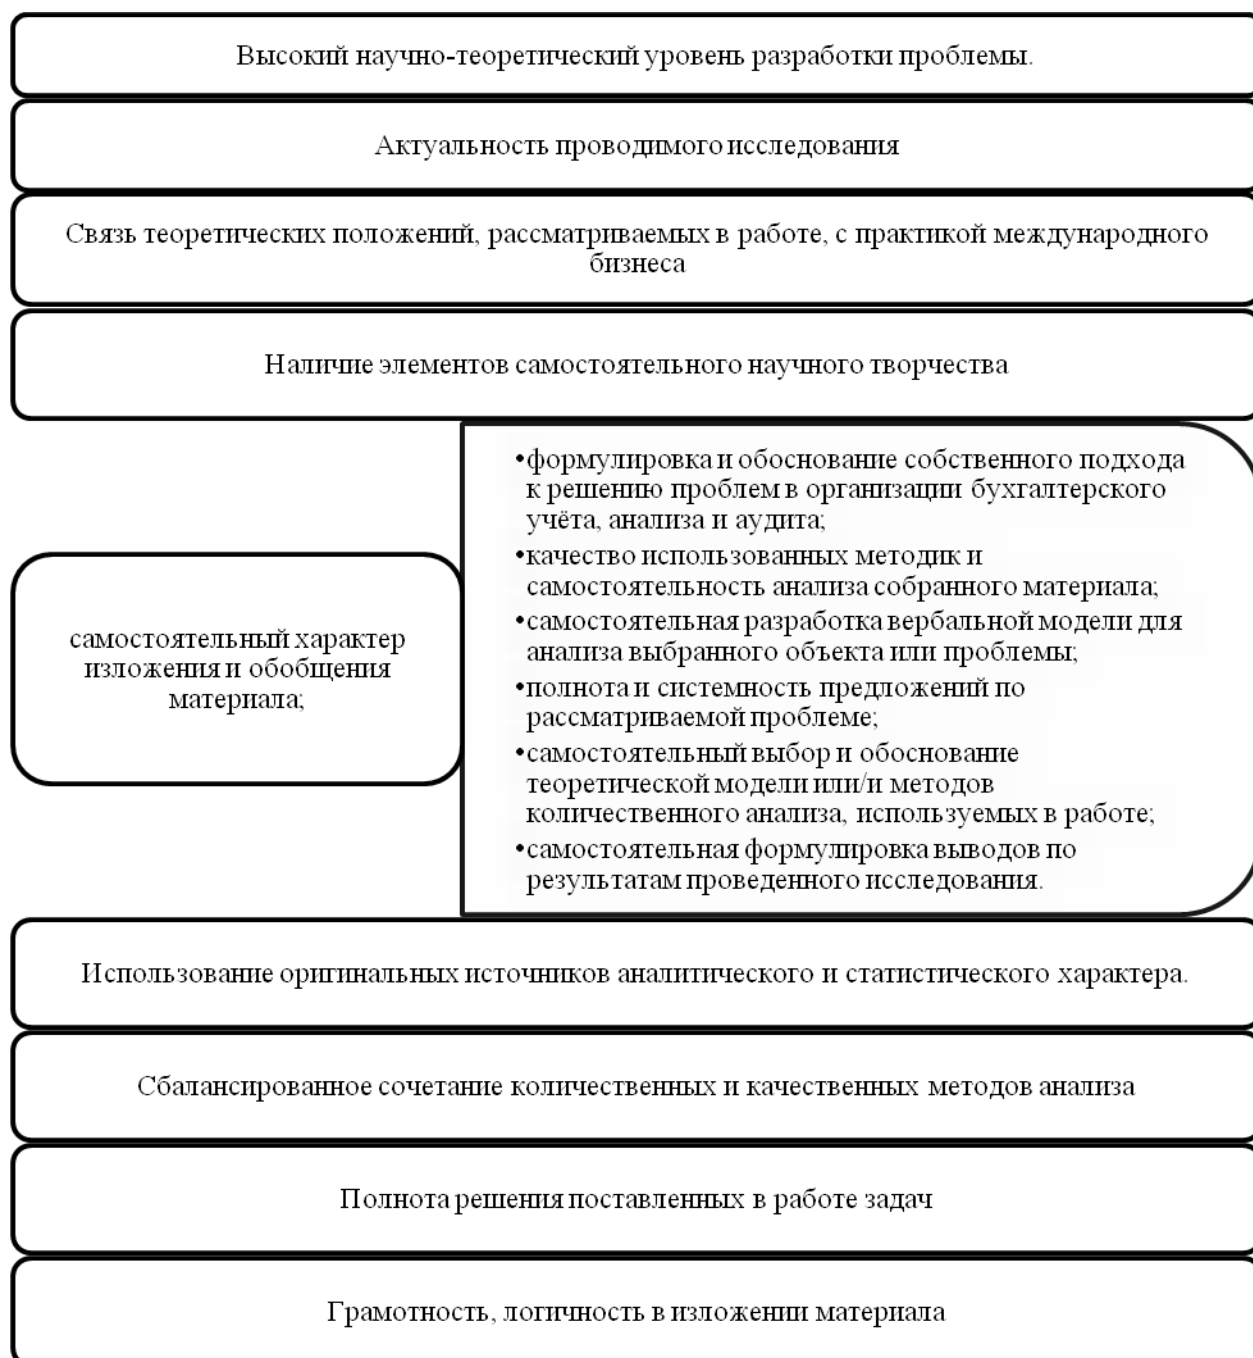 Высокий научно-теоретический уровень разработки проблемы.
Актуальность проводимого исследования
Связь теоретических положений, рассматриваемых в работе, с практикой международного
бизнеса
Наличие элементов самостоятельного научного творчества
самостоятельный характер
изложения и обобщения
материала;
•формулировка и обоснование собственного подхода
к решению проблем в организации бухгалтерского
учёта, анализа и аудита;
•качество использованных методик и
самостоятельность анализа собранного материала;
•самостоятельная разработка вербальной модели для
анализа выбранного объекта или проблемы;
•полнота и системность предложений по
рассматриваемой проблеме;
•самостоятельный выбор и обоснование
теоретической модели или/и методов
количественного анализа, используемых в работе;
•самостоятельная формулировка выводов по
результатам проведенного исследования.
Использование оригинальных источников аналитического и статистического характера.
Сбалансированное сочетание количественных и качественных методов анализа
Полнота решения поставленных в работе задач
Грамотность, логичность в изложении материала